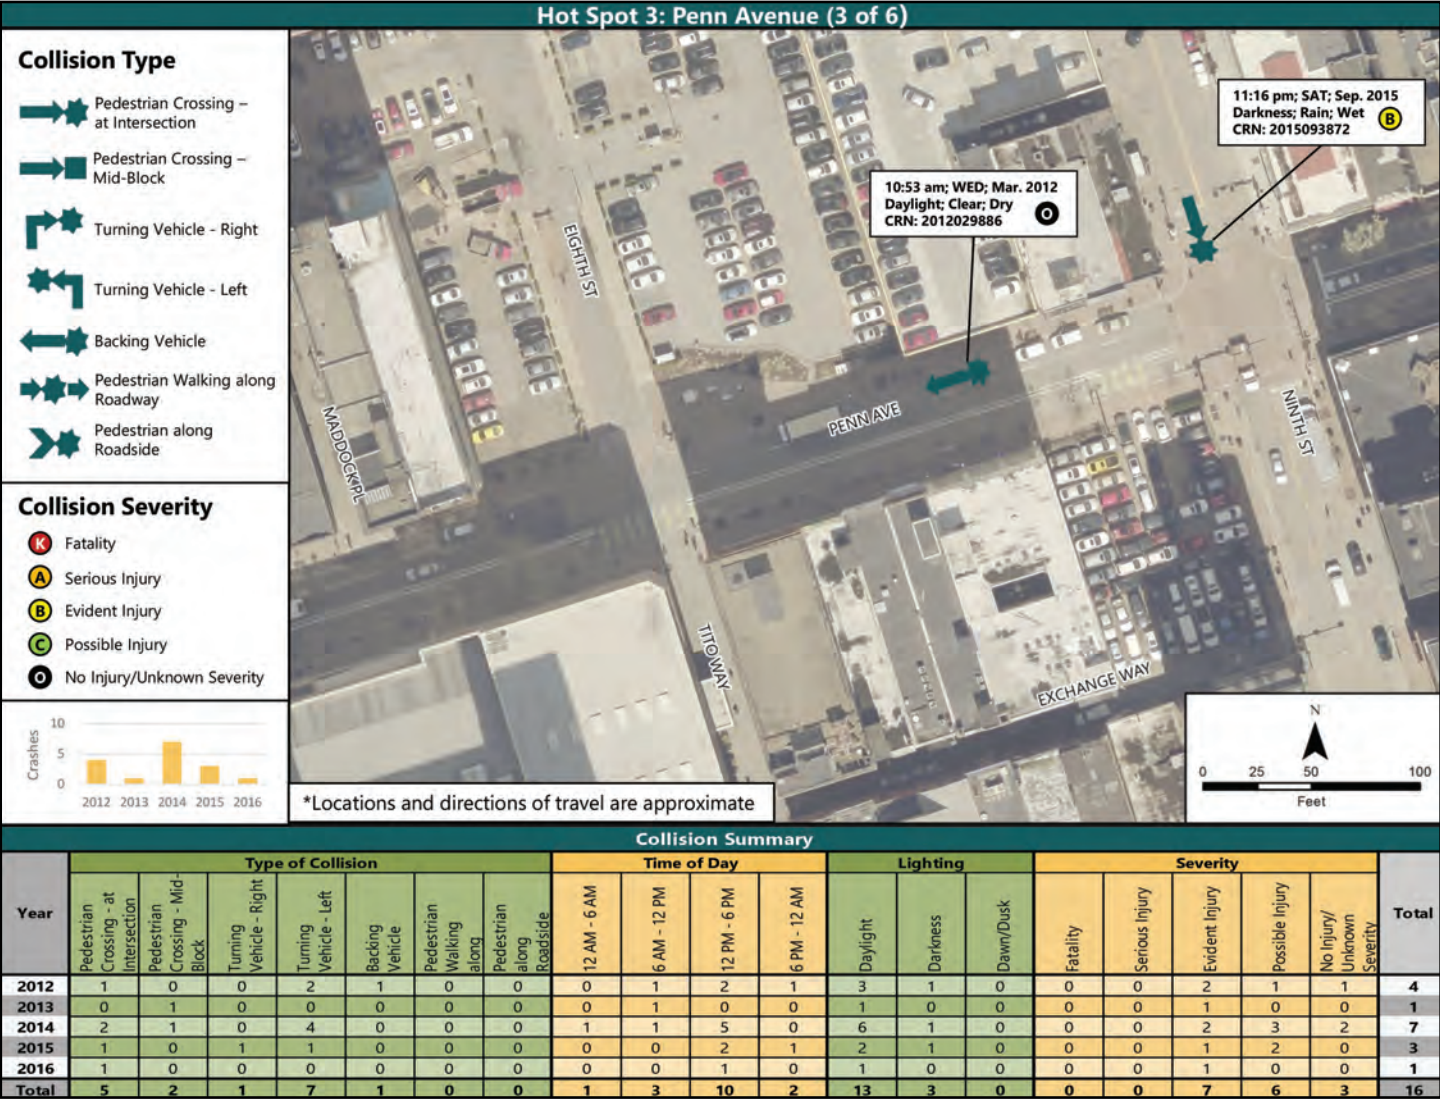 Hot Spot 3: Penn Avenue (3 of 6)
Collision Type
Pedestrian Crossing –
at Intersection
Pedestrian Crossing –
Mid-Block
Turning Vehicle - Right
Turning Vehicle - Left
Backing Vehicle
Pedestrian Walking along
Roadway
Pedestrian along
Roadside
Collision Severity
K Fatality
A Serious Injury
B Evident Injury
C Possible Injury
O No Injury/Unknown Severity
Crashes
10
5
0
2012 2013 2014 2015 2016
11:16 pm; SAT; Sep. 2015
Darkness; Rain; Wet B
CRN: 2015093872
10:53 am; WED; Mar. 2012
Daylight; Clear; Dry O
CRN: 2012029886
EIGHTH ST
MADDOCK PL
PENN AVE
NINTH ST
TITO WAY
EXCHANGE WAY
N
0 25 50 100
Feet
*Locations and directions of travel are approximate
Collision Summary
Year Type of Collision Time of Day Lighting Severity Total
Pedestrian
Crossing - at
Intersection
Pedestrian
Crossing - Mid-
Block
Turning
Vehicle - Right
Turning
Vehicle - Left
Backing
Vehicle
Pedestrian
Walking
along
Pedestrian
along
Roadside
12 AM - 6 AM
6 AM - 12 PM
12 PM - 6 PM
6 PM - 12 AM
Daylight
Darkness
Dawn/Dusk
Fatality
Serious Injury
Evident Injury
Possible Injury
No Injury/
Unknown
Severity
2012 1 0 0 2 1 0 0 0 1 2 1 3 1 0 0 0 2 1 1 4
2013 0 1 0 0 0 0 0 0 1 0 0 1 0 0 0 0 1 0 0 1
2014 2 1 0 4 0 0 0 1 1 5 0 6 1 0 0 0 2 3 2 7
2015 1 0 1 1 0 0 0 0 0 2 1 2 1 0 0 0 1 2 0 3
2016 1 0 0 0 0 0 0 0 0 1 0 1 0 0 0 0 1 0 0 1
Total 5 2 1 7 1 0 0 1 3 10 2 13 3 0 0 0 7 6 3 16